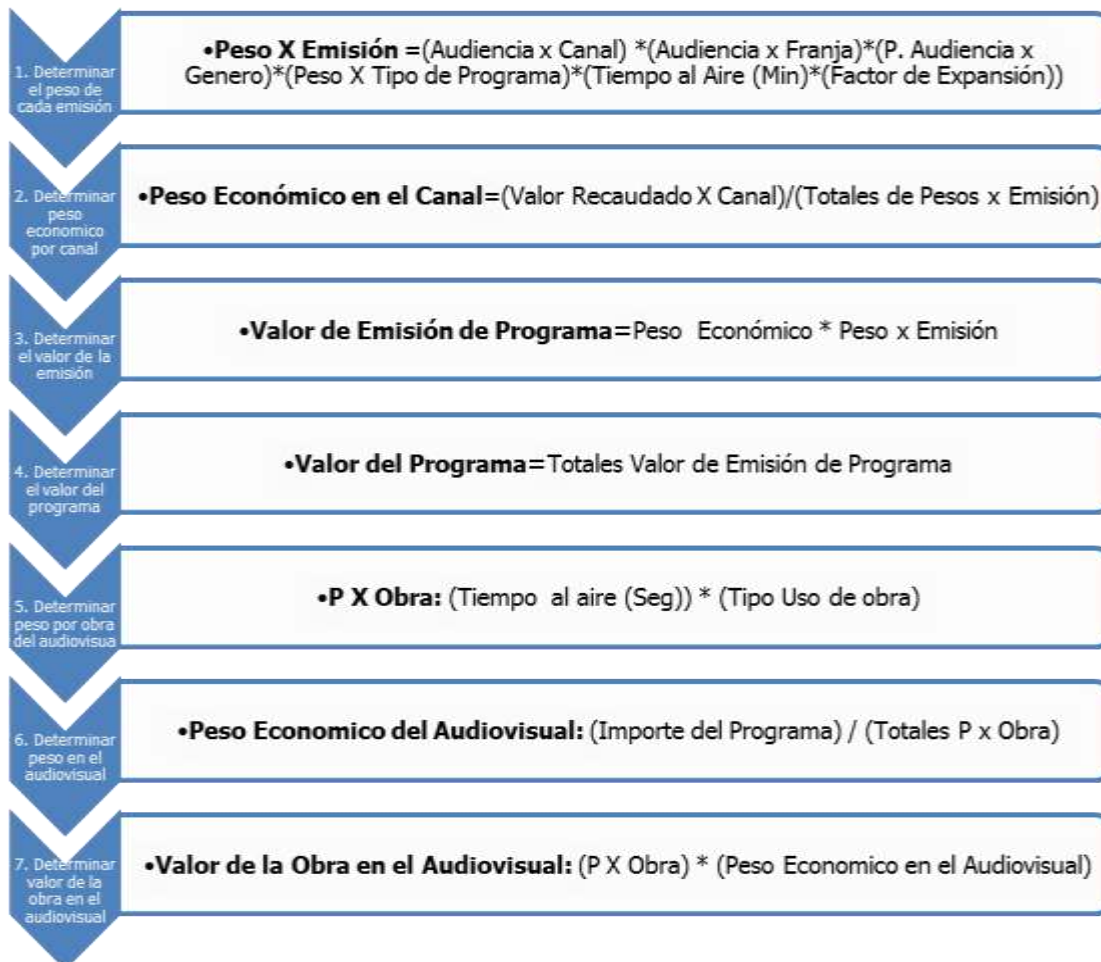 1. Determinar
el peso de
cada emisión
•Peso X Emisión =(Audiencia x Canal) *(Audiencia x Franja)*(P. Audiencia x
Genero)*(Peso X Tipo de Programa)*(Tiempo al Aire (Min)*(Factor de Expansión))
2. Determinar
peso
economico
por canal
•Peso Económico en el Canal=(Valor Recaudado X Canal)/(Totales de Pesos x Emisión)
3. Determinar
el valor de la
emisión
•Valor de Emisión de Programa=Peso Económico * Peso x Emisión
4. Determinar
el valor del
programa
•Valor del Programa=Totales Valor de Emisión de Programa
5. Determinar
peso por obra
del audiovisua
•P X Obra: (Tiempo al aire (Seg)) * (Tipo Uso de obra)
6. Determinar
peso en el
audiovisual
•Peso Economico del Audiovisual: (Importe del Programa) / (Totales P x Obra)
7. Determinar
valor de la
obra en el
audiovisual
•Valor de la Obra en el Audiovisual: (P X Obra) * (Peso Economico en el Audiovisual)